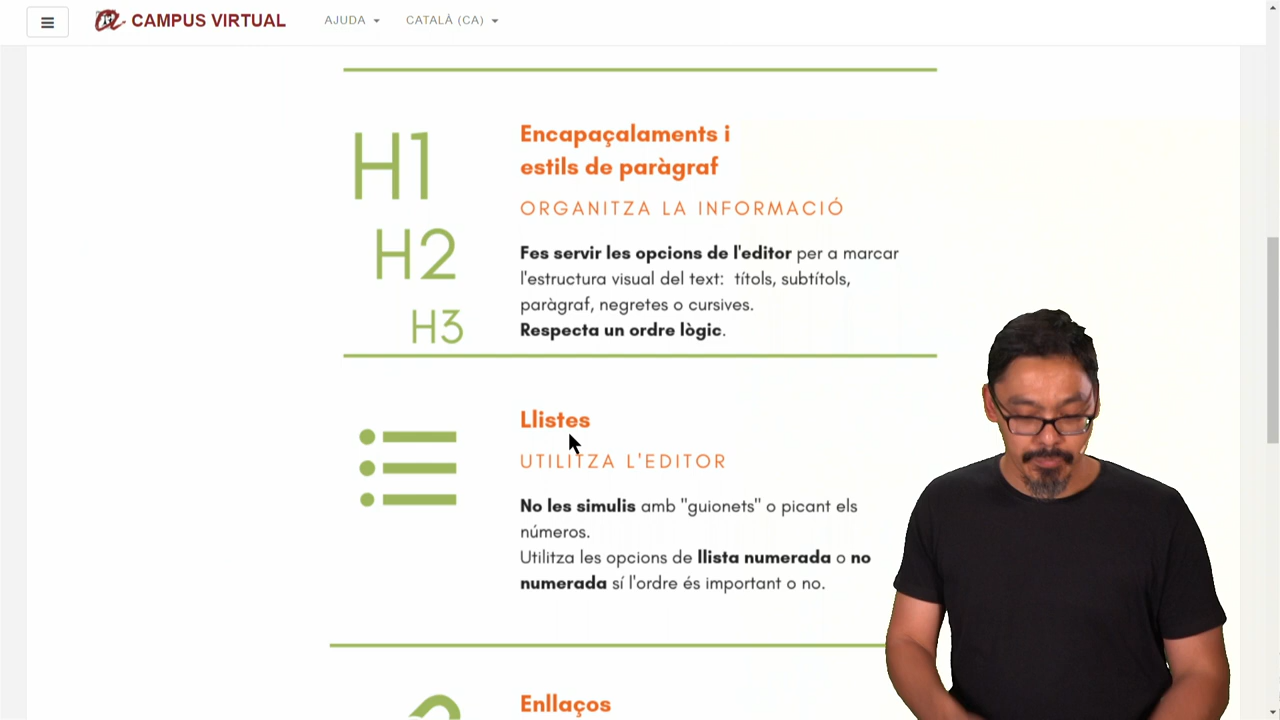 CAMPUS VIRTUAL
AJUDA
CATALÀ (CA)
H1
H2
H3
Encapaçalaments i
estils de paràgraf
ORGANITZA LA INFORMACIÓ
Fes servir les opcions de l'editor per a marcar
l'estructura visual del text: títols, subtítols,
paràgraf, negretes o cursives.
Respecta un ordre lògic.
Llistes
UTILITZA L'EDITOR
No les simulis amb "guionets" o picant els
números.
Utilitza les opcions de llista numerada o no
numerada sí l'ordre és important o no.
Enllaços